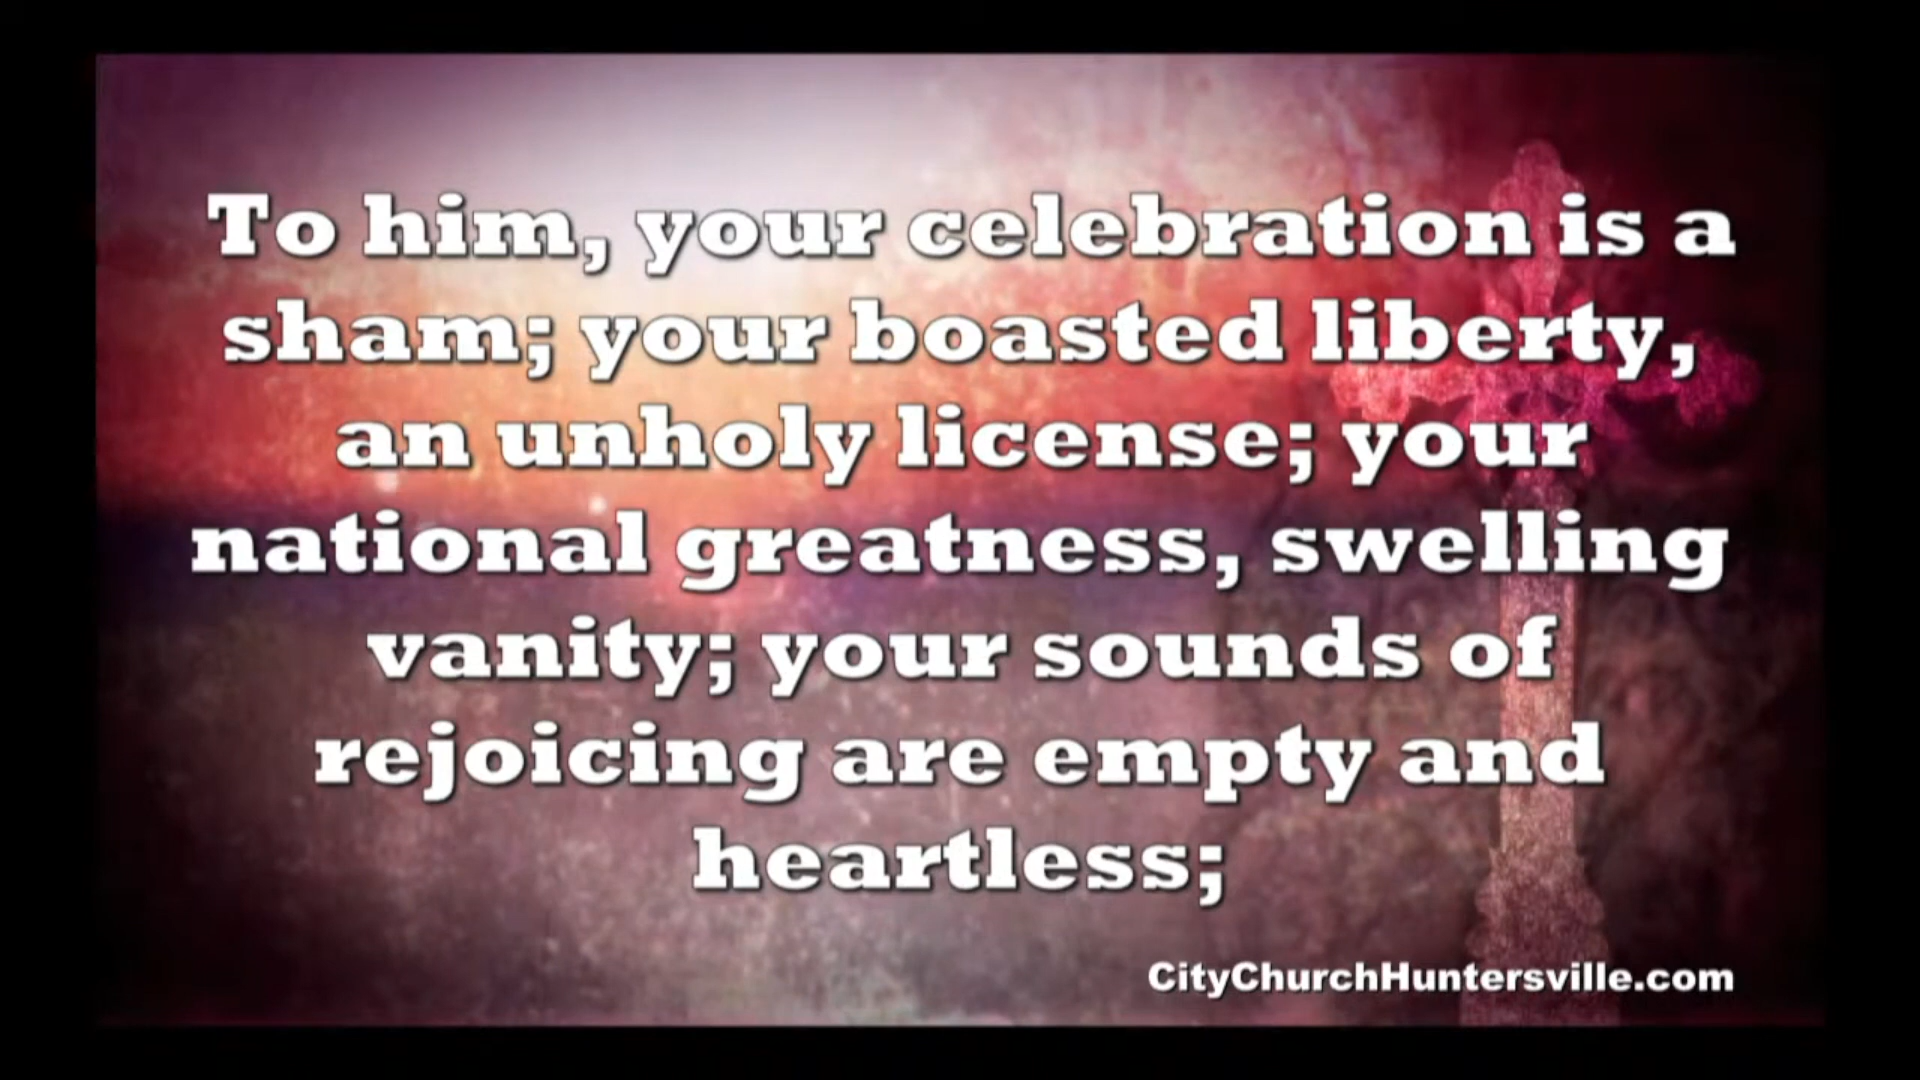 To him, your celebration is a
sham; your boasted liberty,
an unholy license; your
national greatness, swelling
vanity; your sounds of
rejoicing are empty and
heartless;
CityChurchHuntersville.com